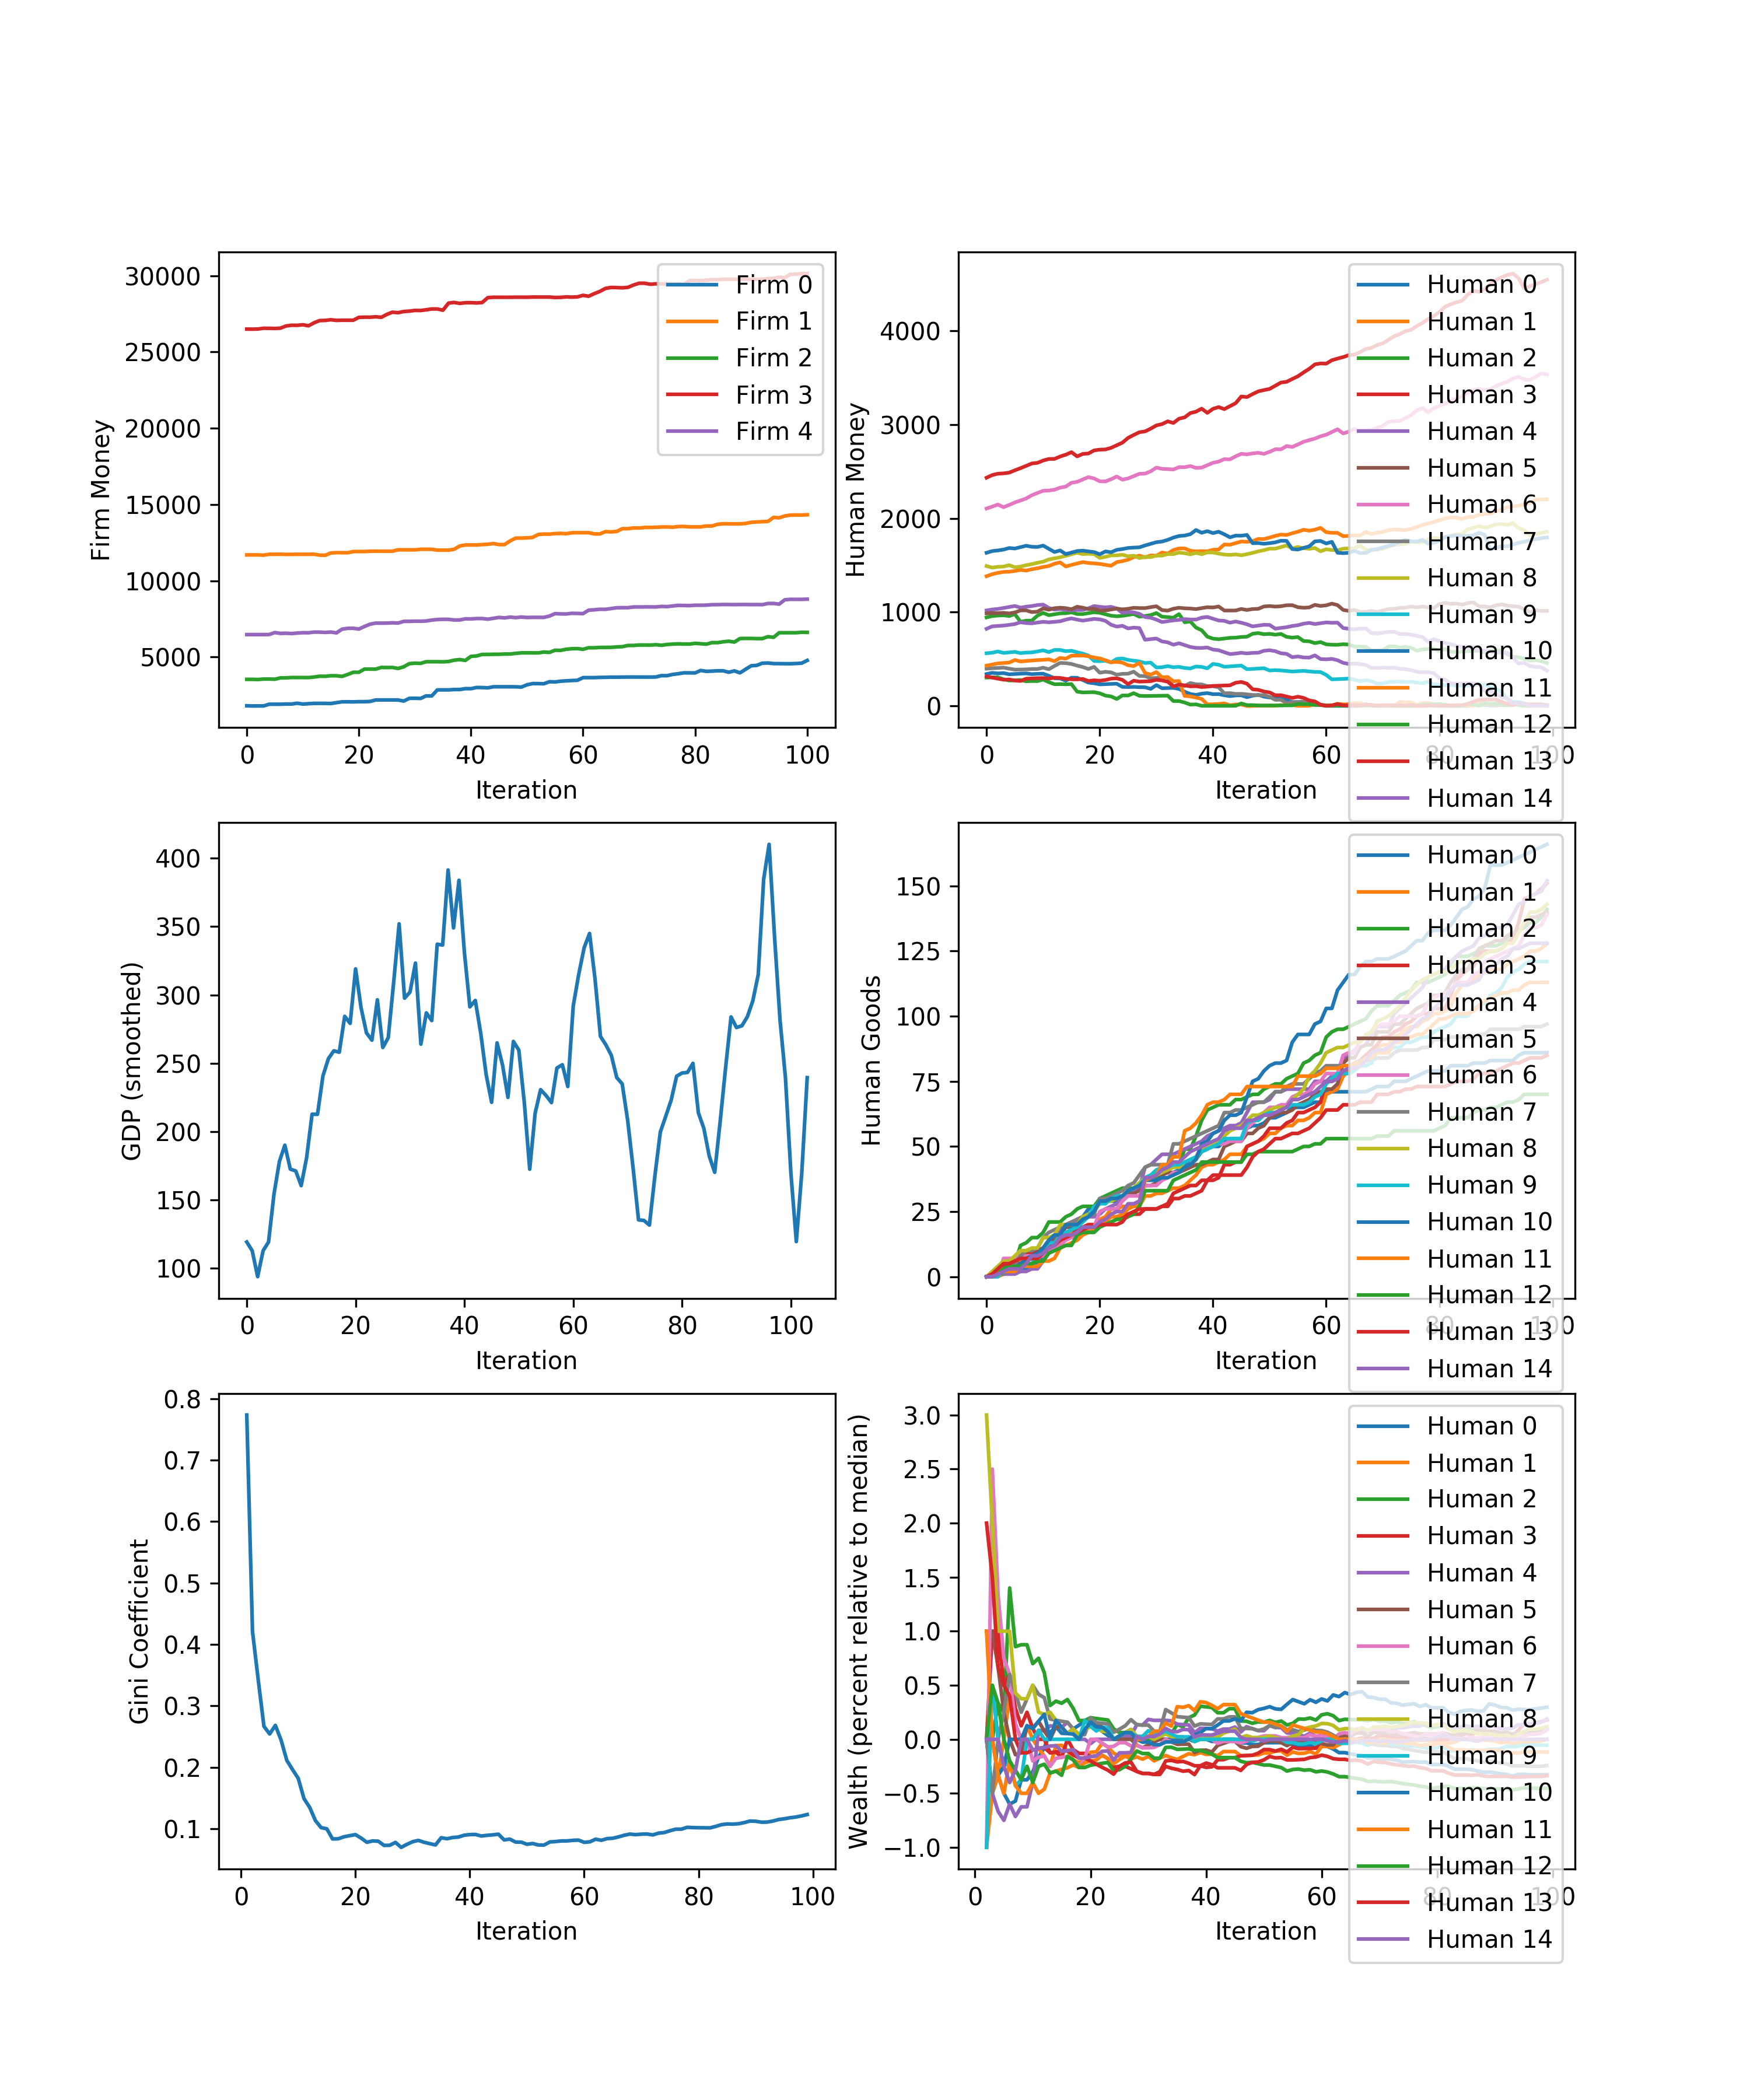 Firm Money
30000
25000
20000
15000
10000
5000
0 20 40 60 80 100
Iteration
Firm 0
Firm 1
Firm 2
Firm 3
Firm 4
Human Money
4000
3000
2000
1000
0
0 20 40 60 80 100
Iteration
Human 0
Human 1
Human 2
Human 3
Human 4
Human 5
Human 6
Human 7
Human 8
Human 9
Human 10
Human 11
Human 12
Human 13
Human 14
GDP (smoothed)
400
350
300
250
200
150
100
0 20 40 60 80 100
Iteration
Human Goods
150
125
100
75
50
25
0
0 20 40 60 80 100
Iteration
Human 0
Human 1
Human 2
Human 3
Human 4
Human 5
Human 6
Human 7
Human 8
Human 9
Human 10
Human 11
Human 12
Human 13
Human 14
Gini Coefficient
0.8
0.7
0.6
0.5
0.4
0.3
0.2
0.1
0 20 40 60 80 100
Iteration
Wealth (percent relative to median)
3.0
2.5
2.0
1.5
1.0
0.5
0.0
−0.5
−1.0
0 20 40 60 80 100
Iteration
Human 0
Human 1
Human 2
Human 3
Human 4
Human 5
Human 6
Human 7
Human 8
Human 9
Human 10
Human 11
Human 12
Human 13
Human 14